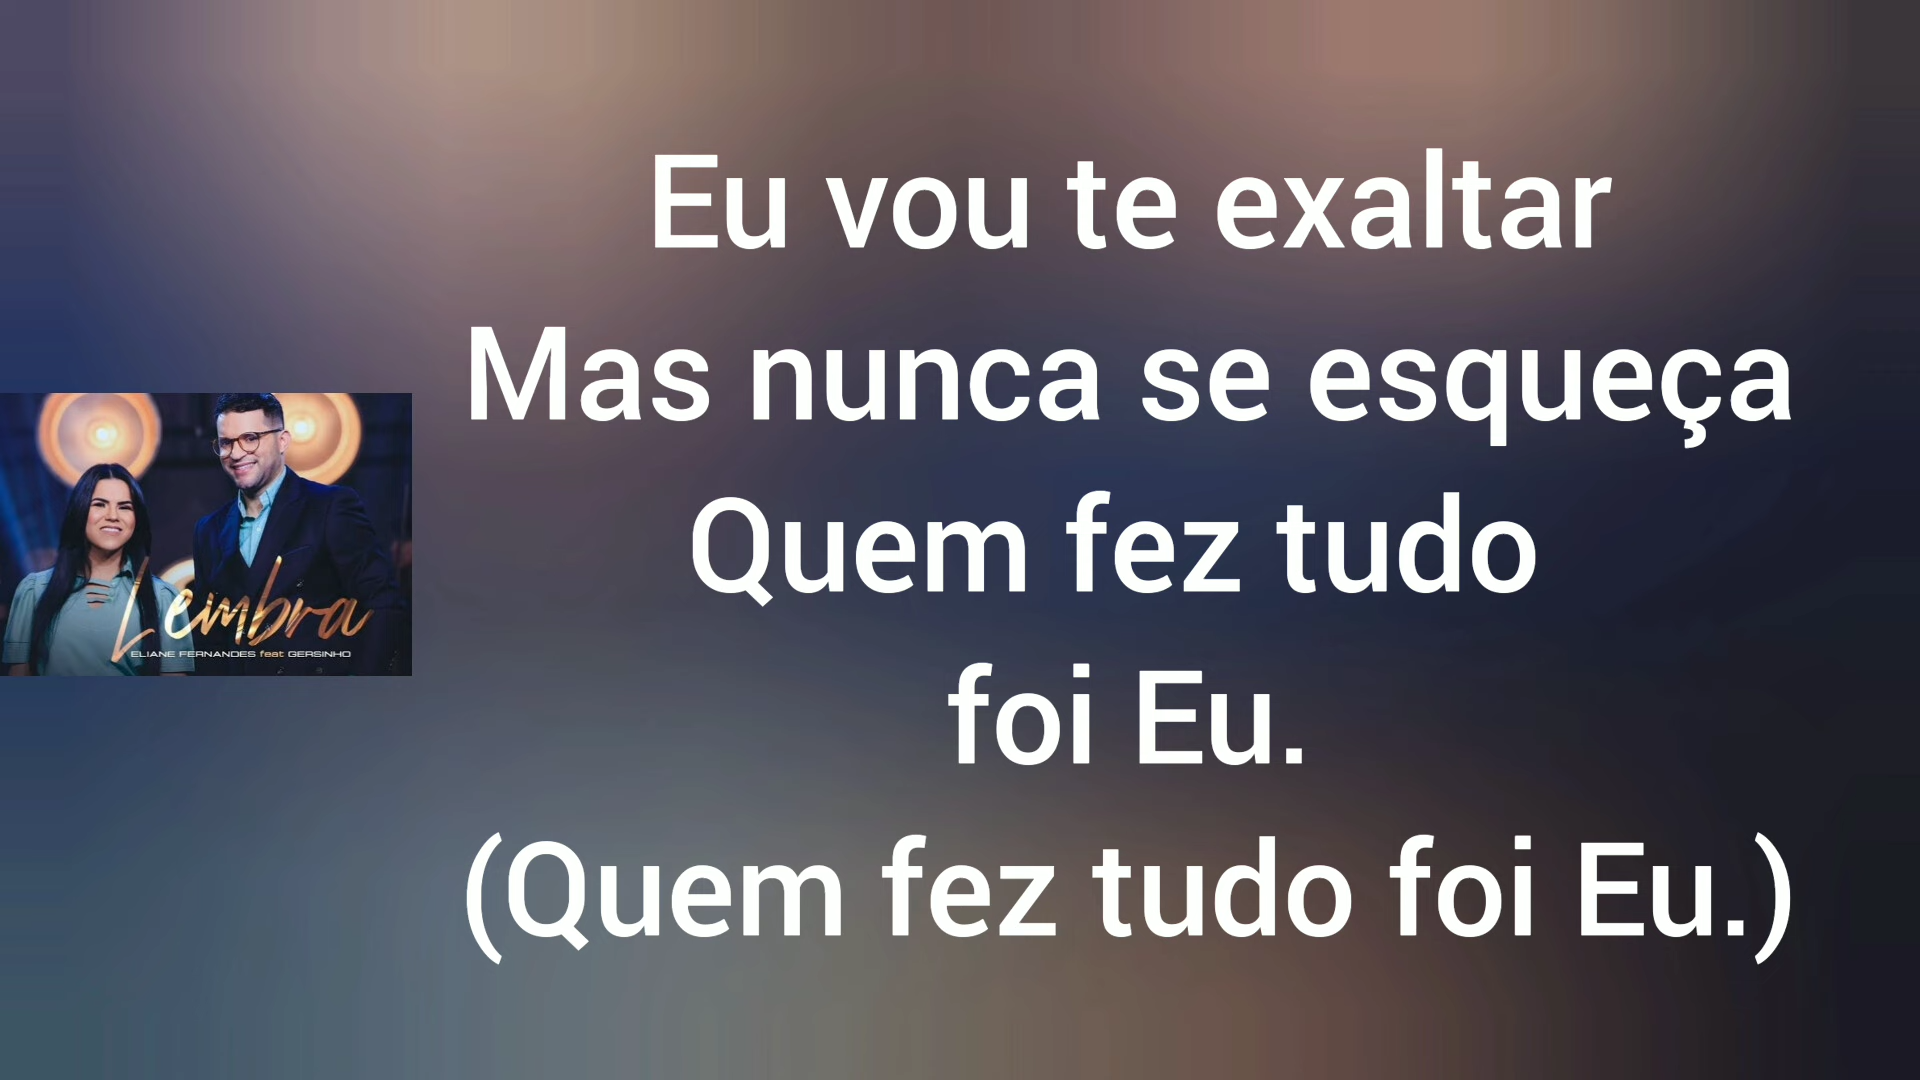 Eu vou te exaltar
Mas nunca se esqueça
Quem fez tudo
foi Eu.
(Quem fez tudo foi Eu.)
Lembra
ELIANE FERNANDES feat GERSINHO